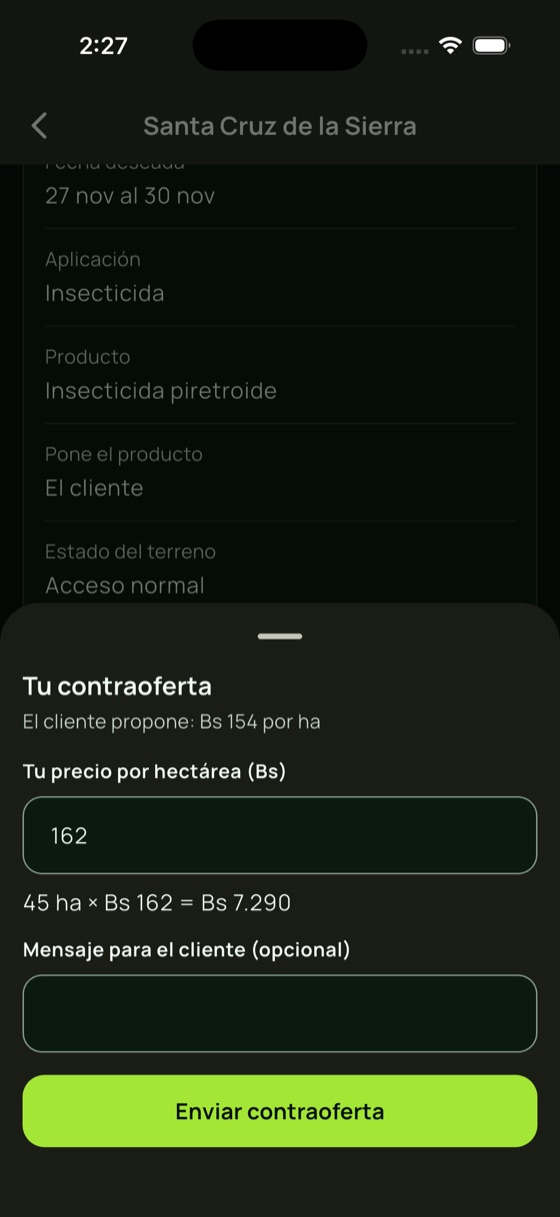 2:27
Santa Cruz de la Sierra
Fecha deseada
27 nov al 30 nov
Aplicación
Insecticida
Producto
Insecticida piretroide
Pone el producto
El cliente
Estado del terreno
Acceso normal
Tu contraoferta
El cliente propone: Bs 154 por ha
Tu precio por hectárea (Bs)
162
45 ha × Bs 162 = Bs 7.290
Mensaje para el cliente (opcional)
Enviar contraoferta